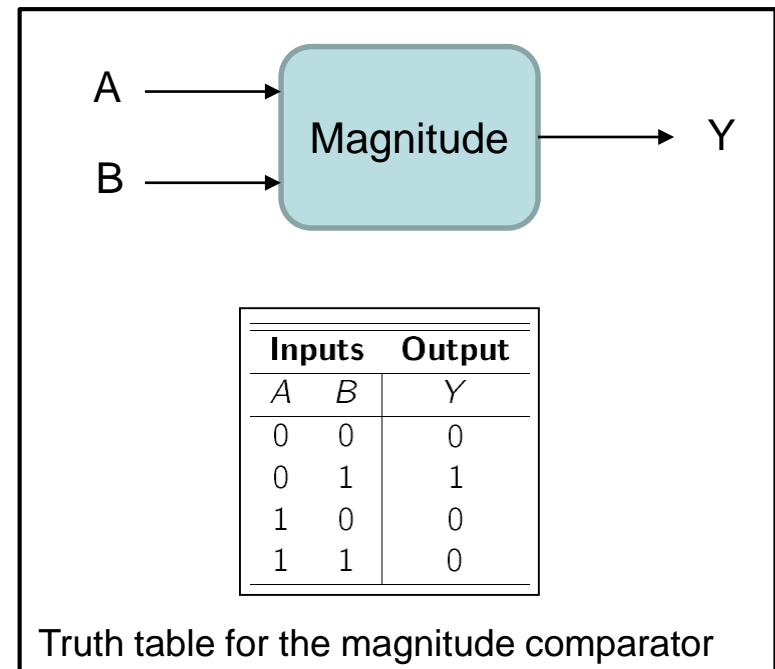 A
Magnitude
Y
B
Inputs Output
A B Y
0 0 0
0 1 1
1 0 0
1 1 0
Truth table for the magnitude comparator